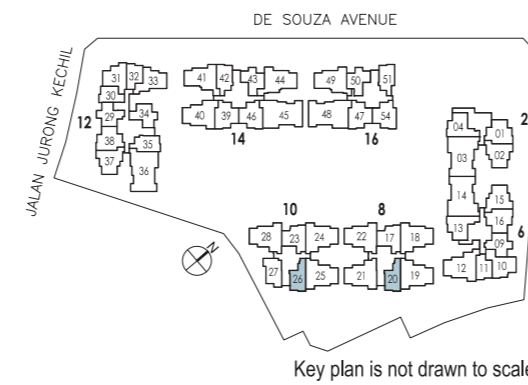 DE SOUZA AVENUE
JALAN JURONG KECHIL
31 32 33 41 42 43 44 49 50 51
30
12 29 34 40 39 46 45 48 47 54 04 01 2
38 35 14 16 03 02
37 36
14 15
10 8 13 16 6
28 23 24 22 17 18 09
N 27 26 25 21 20 19 12 11 10
Key plan is not drawn to scale